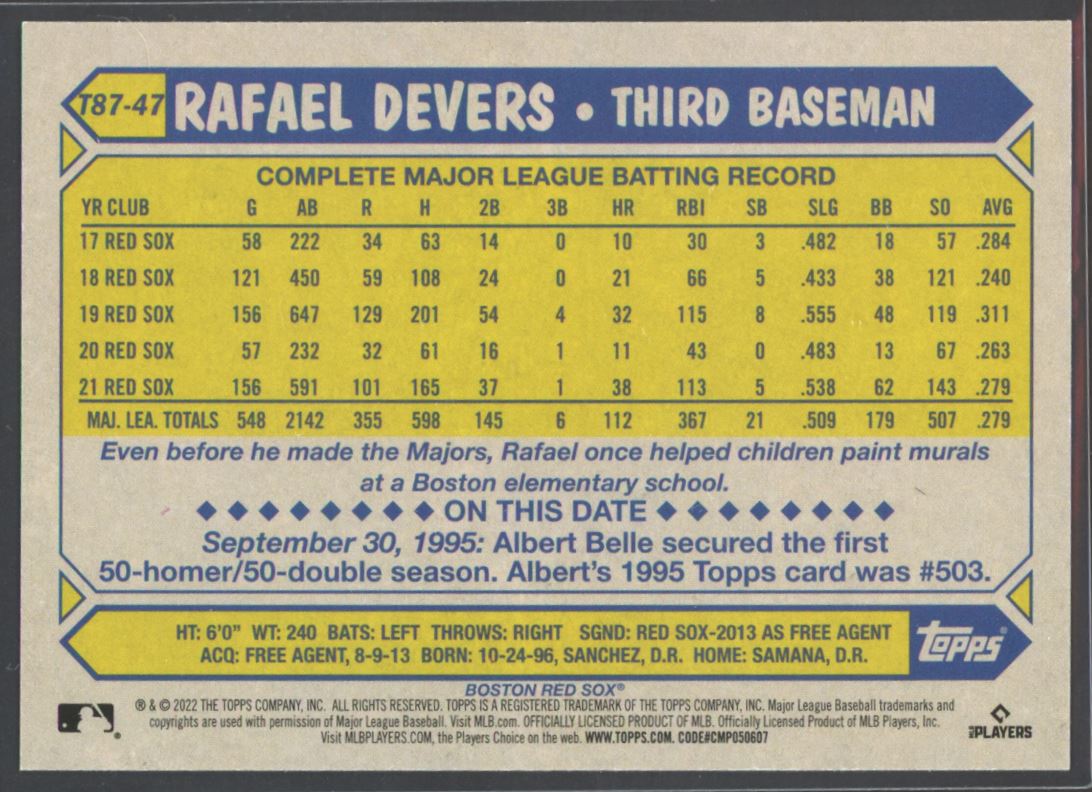 T87-47 RAFAEL DEVERS • THIRD BASEMAN
COMPLETE MAJOR LEAGUE BATTING RECORD
YR CLUB G AB R H 2B 3B HR RBI SB SLG BB SO AVG
17 RED SOX 58 222 34 63 14 0 10 30 3 .482 18 57 .284
18 RED SOX 121 450 59 108 24 0 21 66 5 .433 38 121 .240
19 RED SOX 156 647 129 201 54 4 32 115 8 .555 48 119 .311
20 RED SOX 57 232 32 61 16 1 11 43 0 .483 13 67 .263
21 RED SOX 156 591 101 165 37 1 38 113 5 .538 62 143 .279
MAJ. LEA. TOTALS 548 2142 355 598 145 6 112 367 21 .509 179 507 .279
Even before he made the Majors, Rafael once helped children paint murals
at a Boston elementary school.
◆ ◆ ◆ ◆ ◆ ◆ ◆ ◆ ON THIS DATE ◆ ◆ ◆ ◆ ◆ ◆ ◆ ◆
September 30, 1995: Albert Belle secured the first
50-homer/50-double season. Albert's 1995 Topps card was #503.
HT: 6'0" WT: 240 BATS: LEFT THROWS: RIGHT SGND: RED SOX-2013 AS FREE AGENT
ACQ: FREE AGENT, 8-9-13 BORN: 10-24-96, SANCHEZ, D.R. HOME: SAMANA, D.R.
topps®
BOSTON RED SOX®
® & © 2022 THE TOPPS COMPANY, INC. ALL RIGHTS RESERVED. TOPPS IS A REGISTERED TRADEMARK OF THE TOPPS COMPANY, INC. Major League Baseball trademarks and
copyrights are used with permission of Major League Baseball. Visit MLB.com. OFFICIALLY LICENSED PRODUCT OF MLB. Officially Licensed Product of MLB Players, Inc.
Visit MLBPLAYERS.COM, the Players Choice on the web. WWW.TOPPS.COM. CODE#CMP050607
MLB PLAYERS